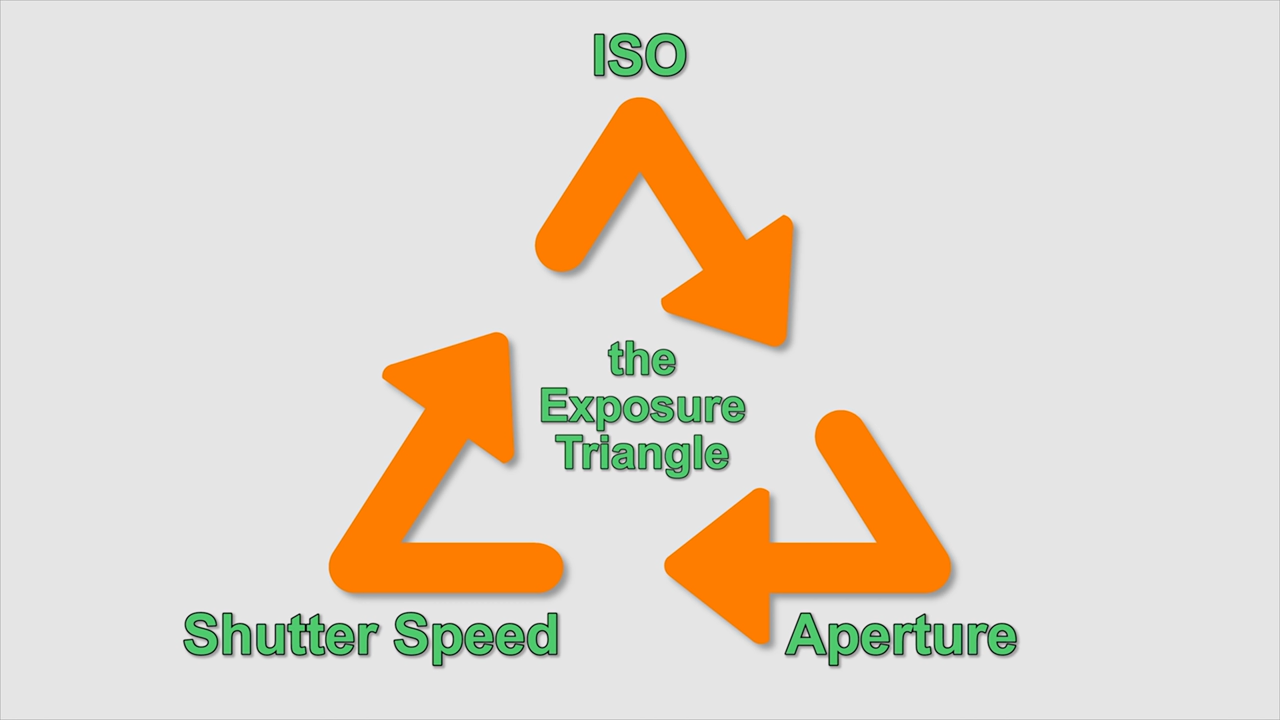 ISO
the
Exposure
Triangle
Shutter Speed
Aperture